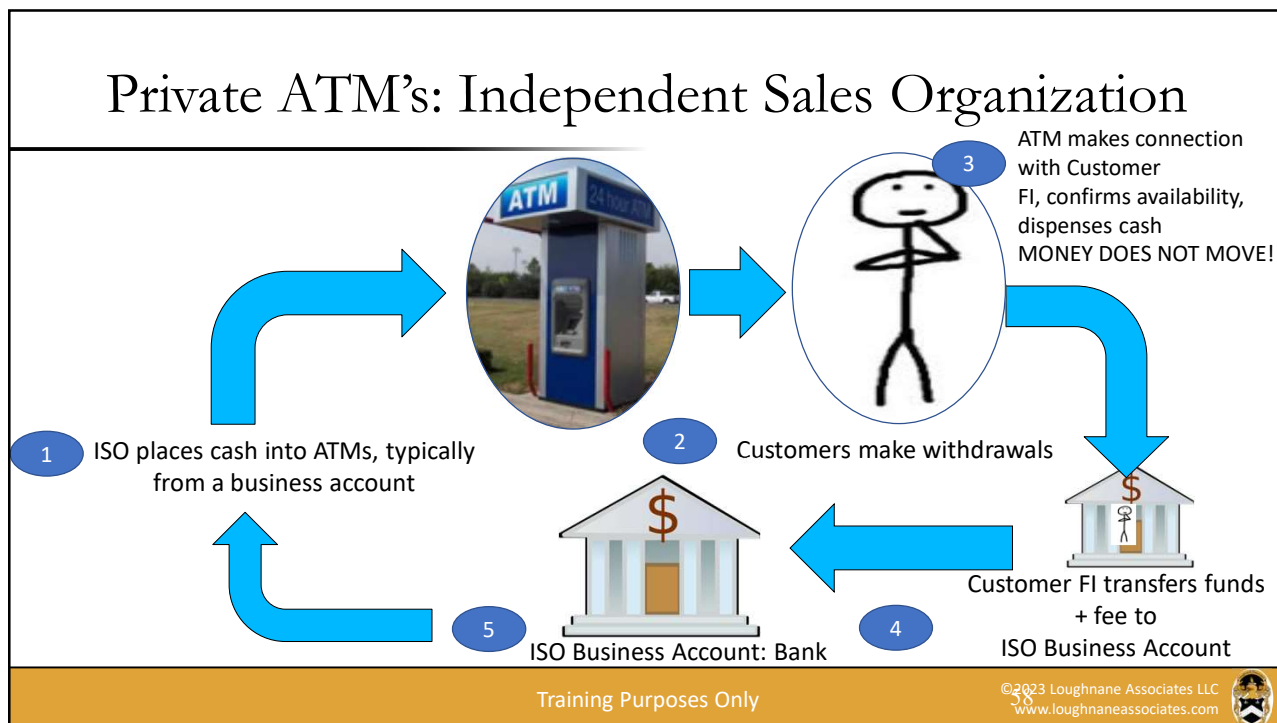 Private ATM's: Independent Sales Organization
ATM
24 hour ATM
3
ATM makes connection
with Customer
FI, confirms availability,
dispenses cash
MONEY DOES NOT MOVE!
1
ISO places cash into ATMs, typically
from a business account
2
Customers make withdrawals
$
$
Customer FI transfers funds
+ fee to
ISO Business Account
4
5
ISO Business Account: Bank
Training Purposes Only
58
©2023 Loughnane Associates LLC
www.loughnaneassociates.com